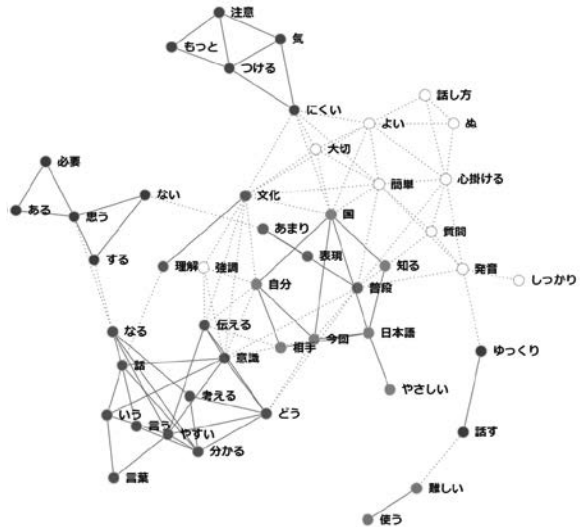 注意
気
もっと
つける
話し方
にくい
よい
ぬ
大切
必要
簡単
心掛ける
ない
文化
ある
思う
国
あまり
質問
する
表現
理解
強調
知る
発音
自分
普段
しっかり
なる
伝える
今回
日本語
相手
ゆっくり
話
意識
考える
やさしい
いう
どう
言う
やすい
話す
分かる
言葉
難しい
使う